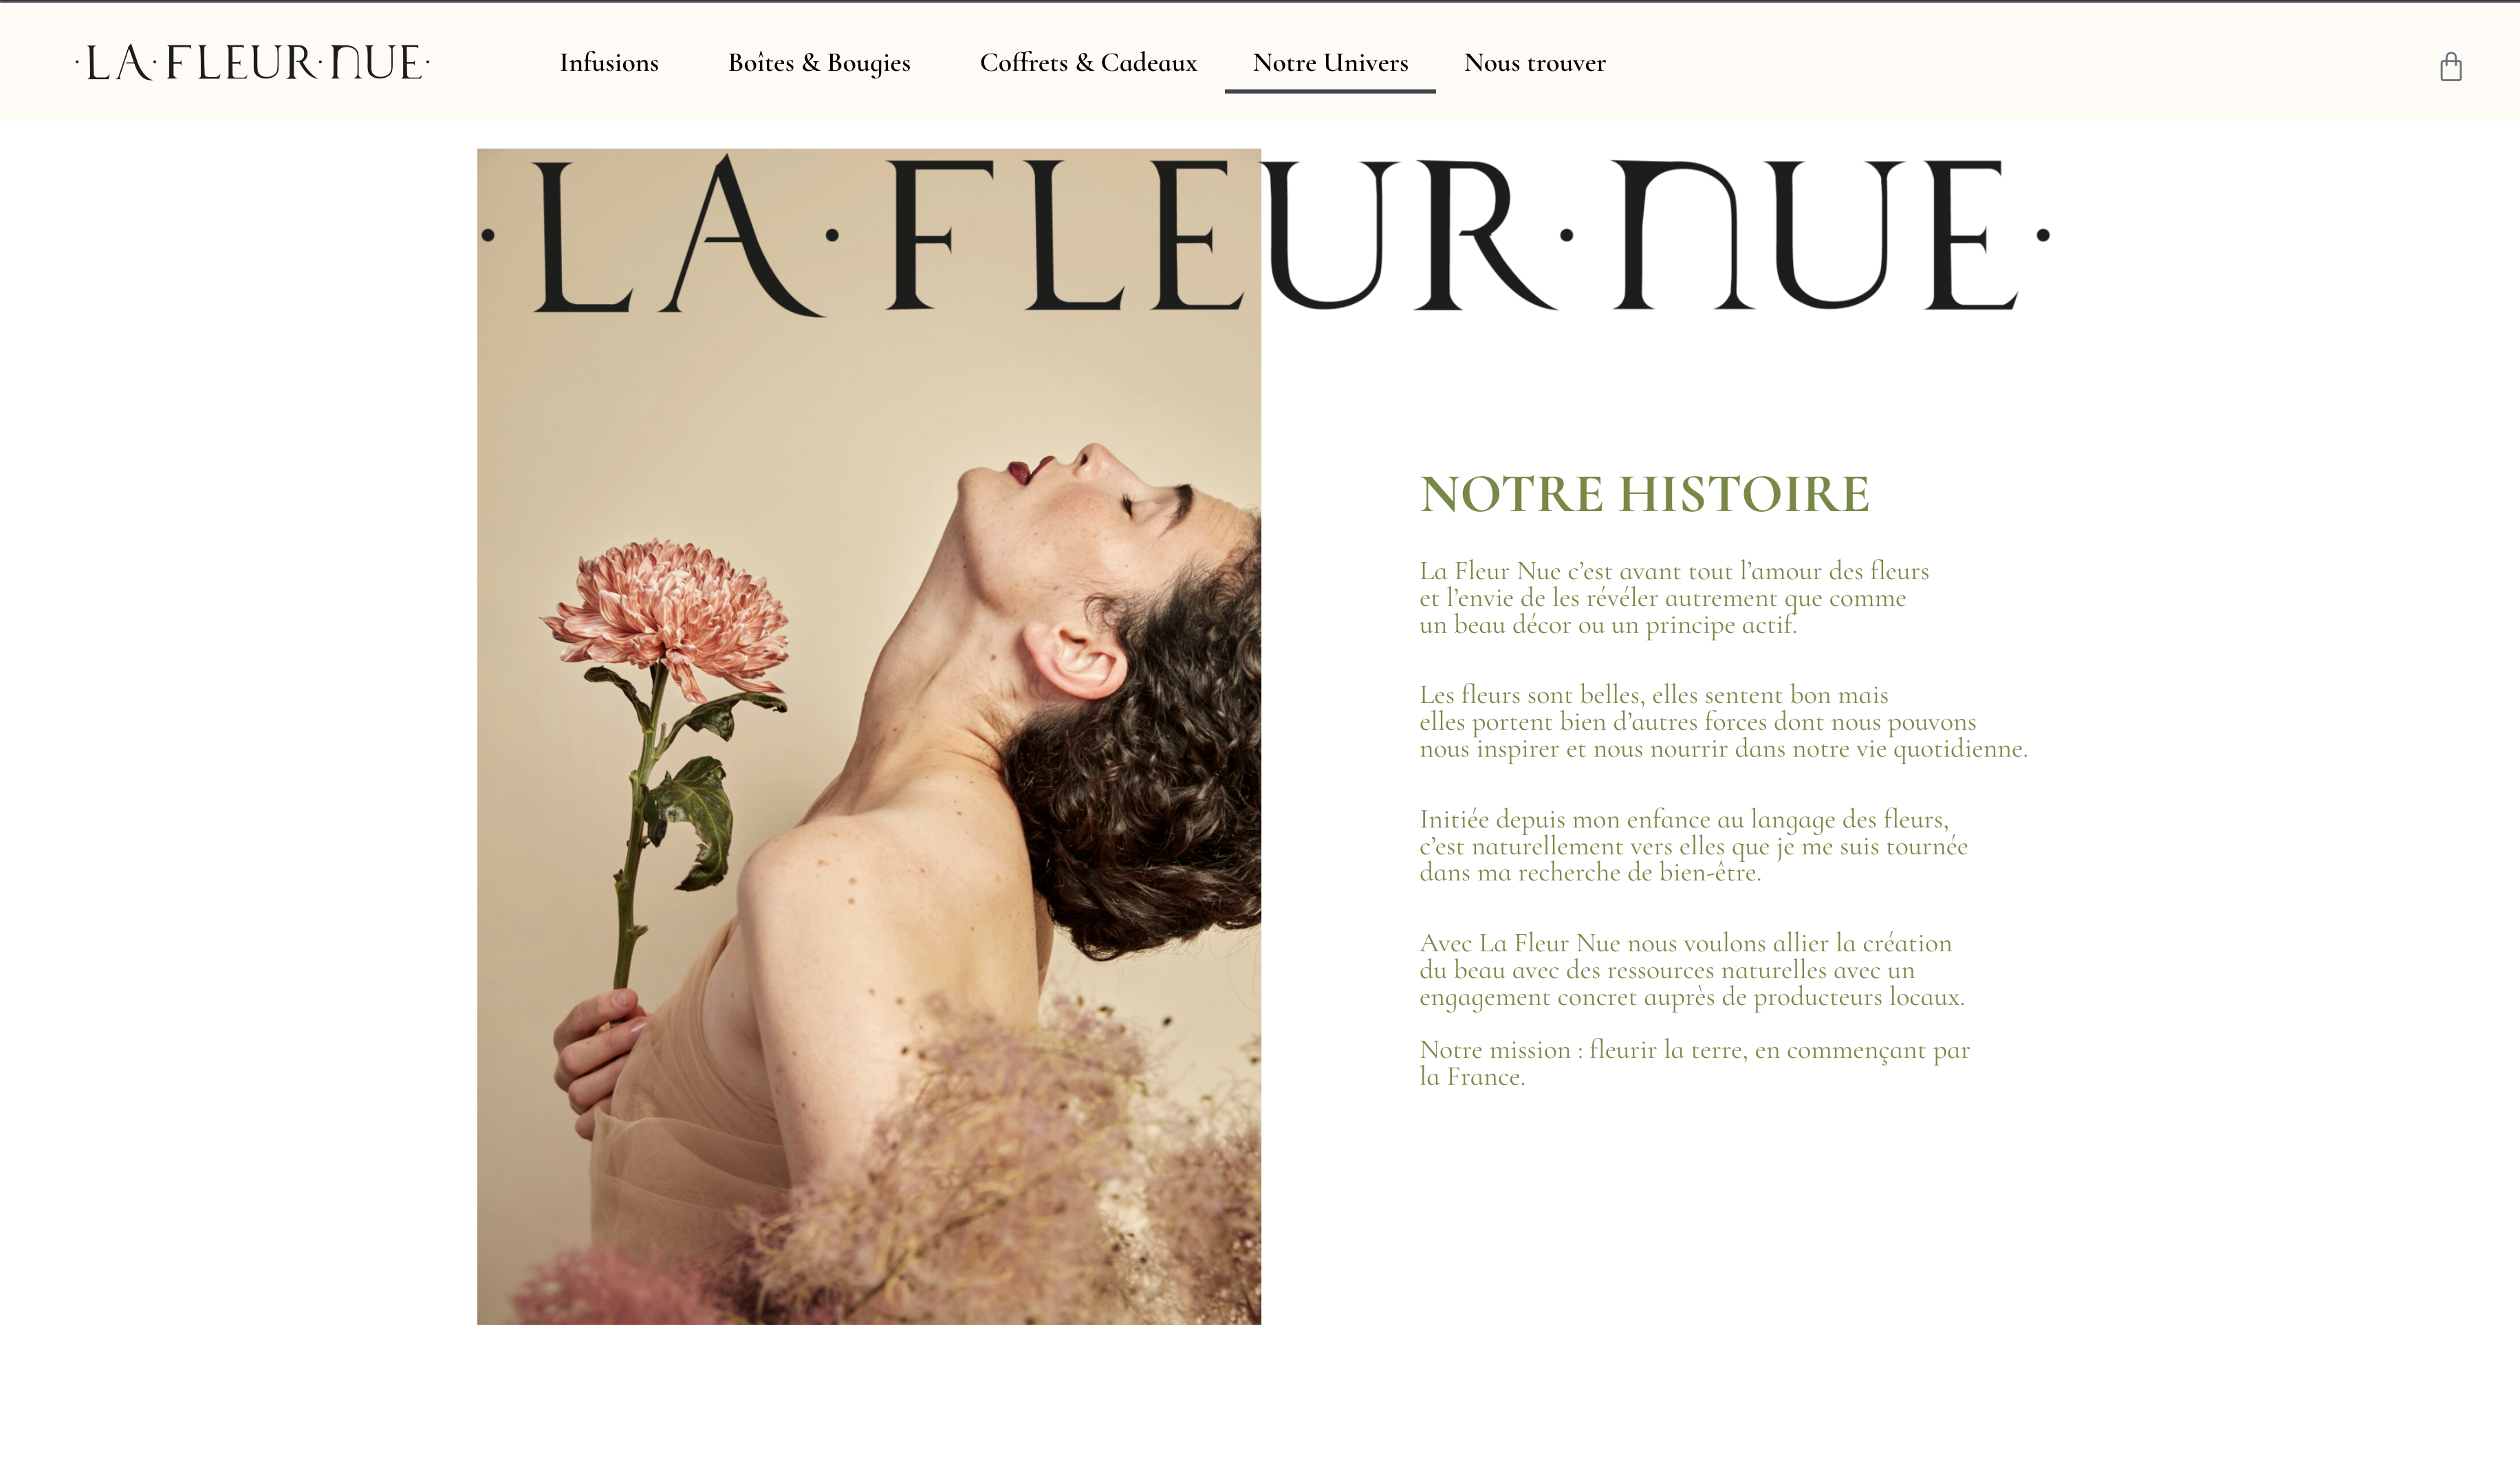 ·LA·FLEUR·NUE·
Infusions
Boîtes & Bougies
Coffrets & Cadeaux
Notre Univers
Nous trouver
·LA·FLEUR·NUE·
NOTRE HISTOIRE
La Fleur Nue c’est avant tout l’amour des fleurs
et l’envie de les révéler autrement que comme
un beau décor ou un principe actif.
Les fleurs sont belles, elles sentent bon mais
elles portent bien d’autres forces dont nous pouvons
nous inspirer et nous nourrir dans notre vie quotidienne.
Initiée depuis mon enfance au langage des fleurs,
c’est naturellement vers elles que je me suis tournée
dans ma recherche de bien-être.
Avec La Fleur Nue nous voulons allier la création
du beau avec des ressources naturelles avec un
engagement concret auprès de producteurs locaux.
Notre mission : fleurir la terre, en commençant par
la France.